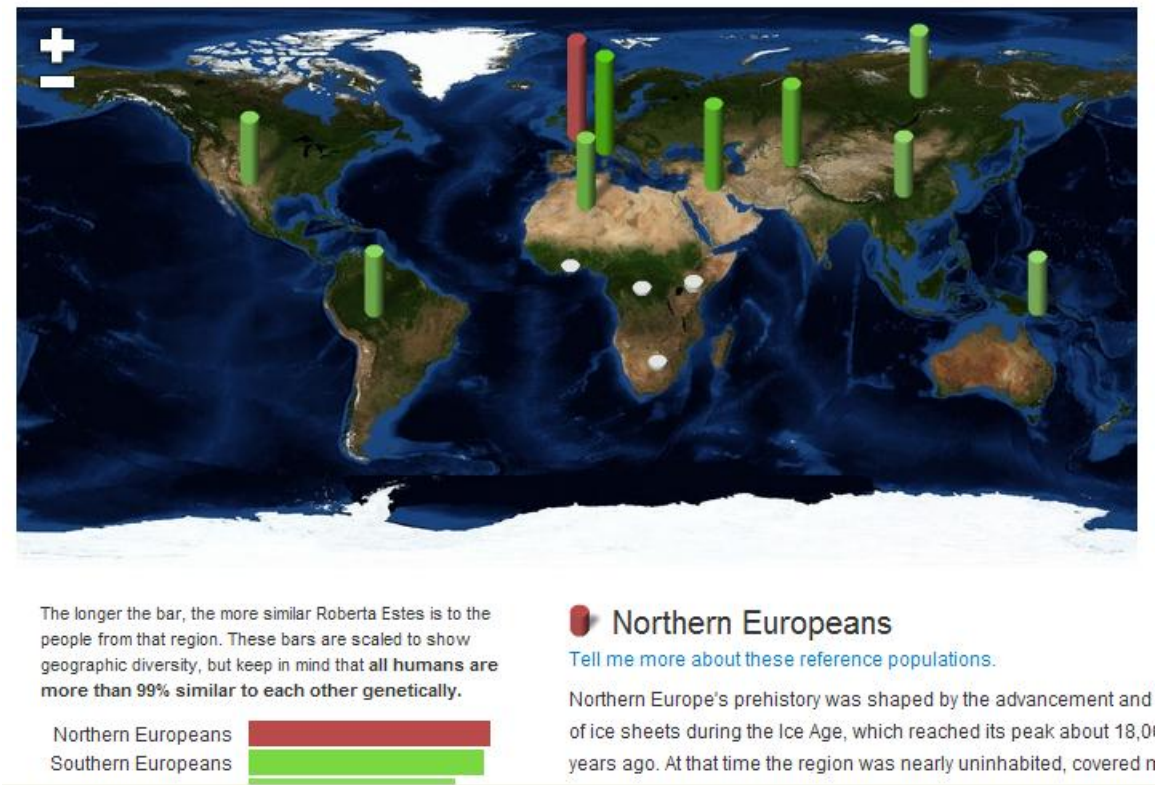 The longer the bar, the more similar Roberta Estes is to the
people from that region. These bars are scaled to show
geographic diversity, but keep in mind that all humans are
more than 99% similar to each other genetically.
Northern Europeans
Southern Europeans
Northern Europeans
Tell me more about these reference populations.
Northern Europe's prehistory was shaped by the advancement and
of ice sheets during the Ice Age, which reached its peak about 18,00
years ago. At that time the region was nearly uninhabited, covered